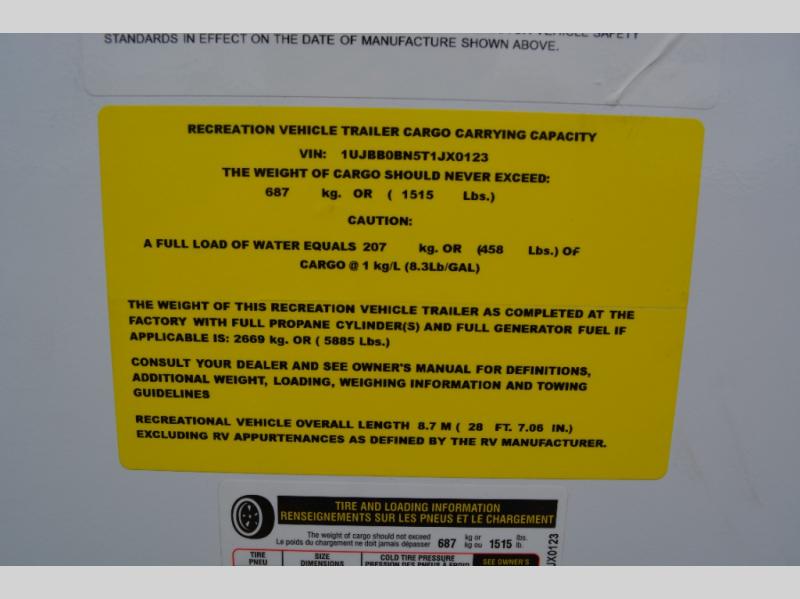 VEHICLE SAFETY
STANDARDS IN EFFECT ON THE DATE OF MANUFACTURE SHOWN ABOVE.
RECREATION VEHICLE TRAILER CARGO CARRYING CAPACITY
VIN: 1UJBB0BN5T1JX0123
THE WEIGHT OF CARGO SHOULD NEVER EXCEED:
687 kg. OR ( 1515 Lbs.)
CAUTION:
A FULL LOAD OF WATER EQUALS 207 kg. OR (458 Lbs.) OF
CARGO @ 1 kg/L (8.3Lb/GAL)
THE WEIGHT OF THIS RECREATION VEHICLE TRAILER AS COMPLETED AT THE
FACTORY WITH FULL PROPANE CYLINDER(S) AND FULL GENERATOR FUEL IF
APPLICABLE IS: 2669 kg. OR ( 5885 Lbs.)
CONSULT YOUR DEALER AND SEE OWNER'S MANUAL FOR DEFINITIONS,
ADDITIONAL WEIGHT, LOADING, WEIGHING INFORMATION AND TOWING
GUIDELINES
RECREATIONAL VEHICLE OVERALL LENGTH 8.7 M ( 28 FT. 7.06 IN.)
EXCLUDING RV APPURTENANCES AS DEFINED BY THE RV MANUFACTURER.
TIRE AND LOADING INFORMATION
RENSEIGNEMENTS SUR LES PNEUS ET LE CHARGEMENT
The weight of cargo should not exceed 687 kg or 1515 lbs.
Le poids du chargement ne doit jamais dépasser kg ou lb.
TIRE SIZE COLD TIRE PRESSURE SEE OWNER'S
PNEU DIMENSIONS PRESSION DES PNEUS À FROID
JX0123